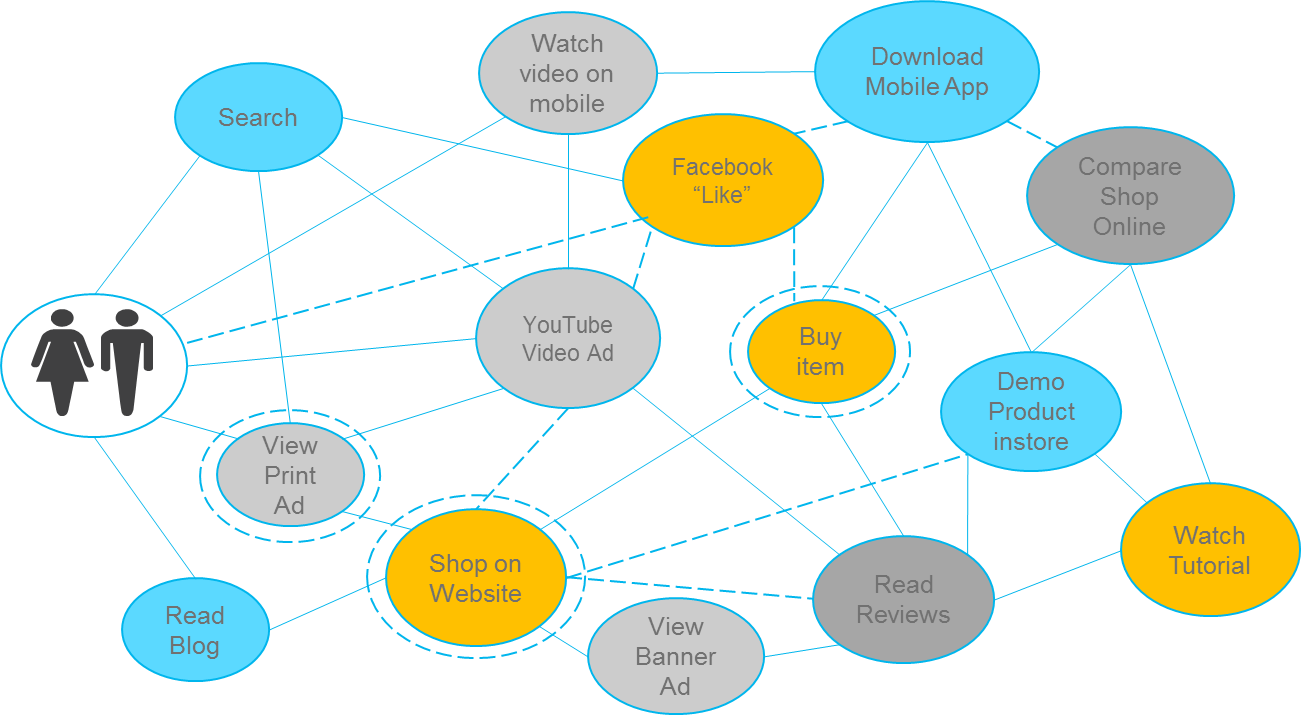 Watch
video on
mobile
Download
Mobile App
Search
Facebook
“Like”
Compare
Shop
Online
YouTube
Video Ad
Buy
item
Demo
Product
instore
View
Print
Ad
Shop on
Website
Watch
Tutorial
Read
Blog
Read
Reviews
View
Banner
Ad